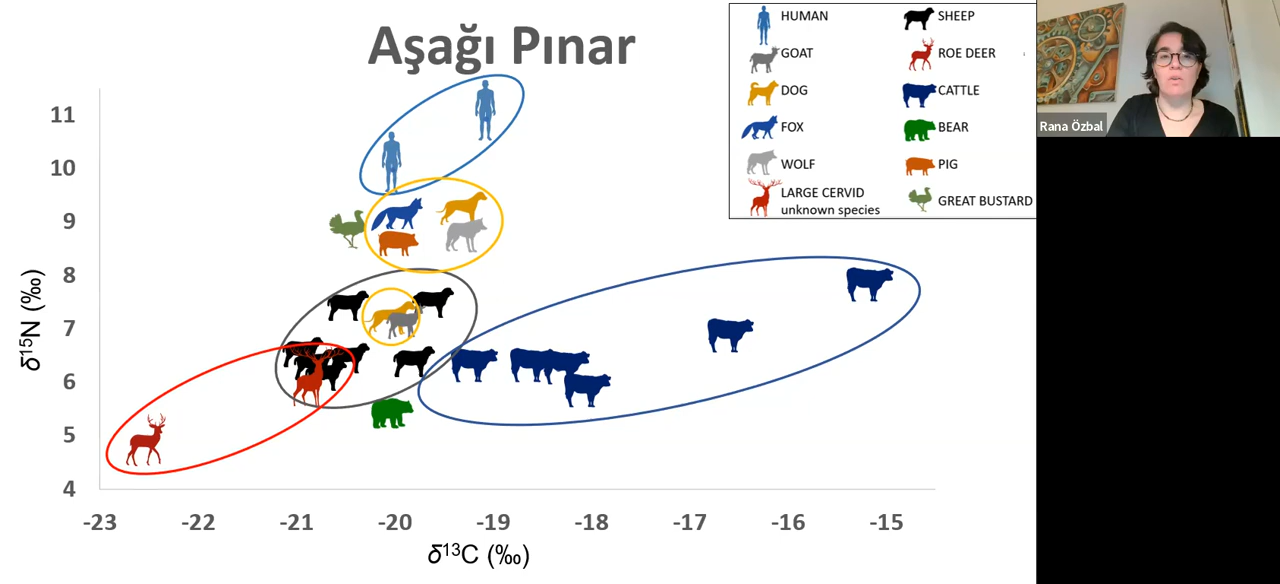 Aşağı Pınar
HUMAN
SHEEP
GOAT
ROE DEER
DOG
CATTLE
FOX
BEAR
WOLF
PIG
LARGE CERVID
unknown species
GREAT BUSTARD
Rana Özbal
11
10
9
8
7
6
5
4
δ15N (‰)
-23 -22 -21 -20 -19 -18 -17 -16 -15
δ13C (‰)